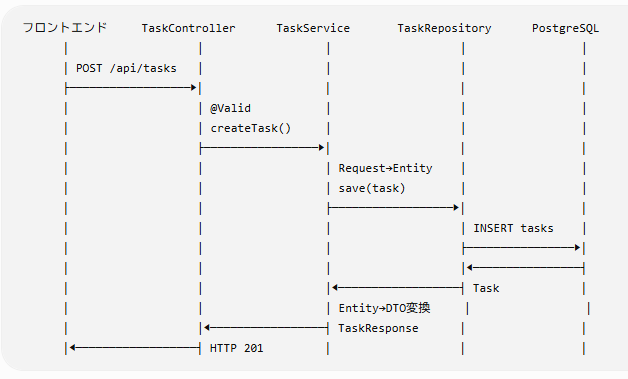 フロントエンド TaskController TaskService TaskRepository PostgreSQL
POST /api/tasks
@Valid
createTask()
Request→Entity
save(task)
INSERT tasks
Task
Entity→DTO変換
TaskResponse
HTTP 201